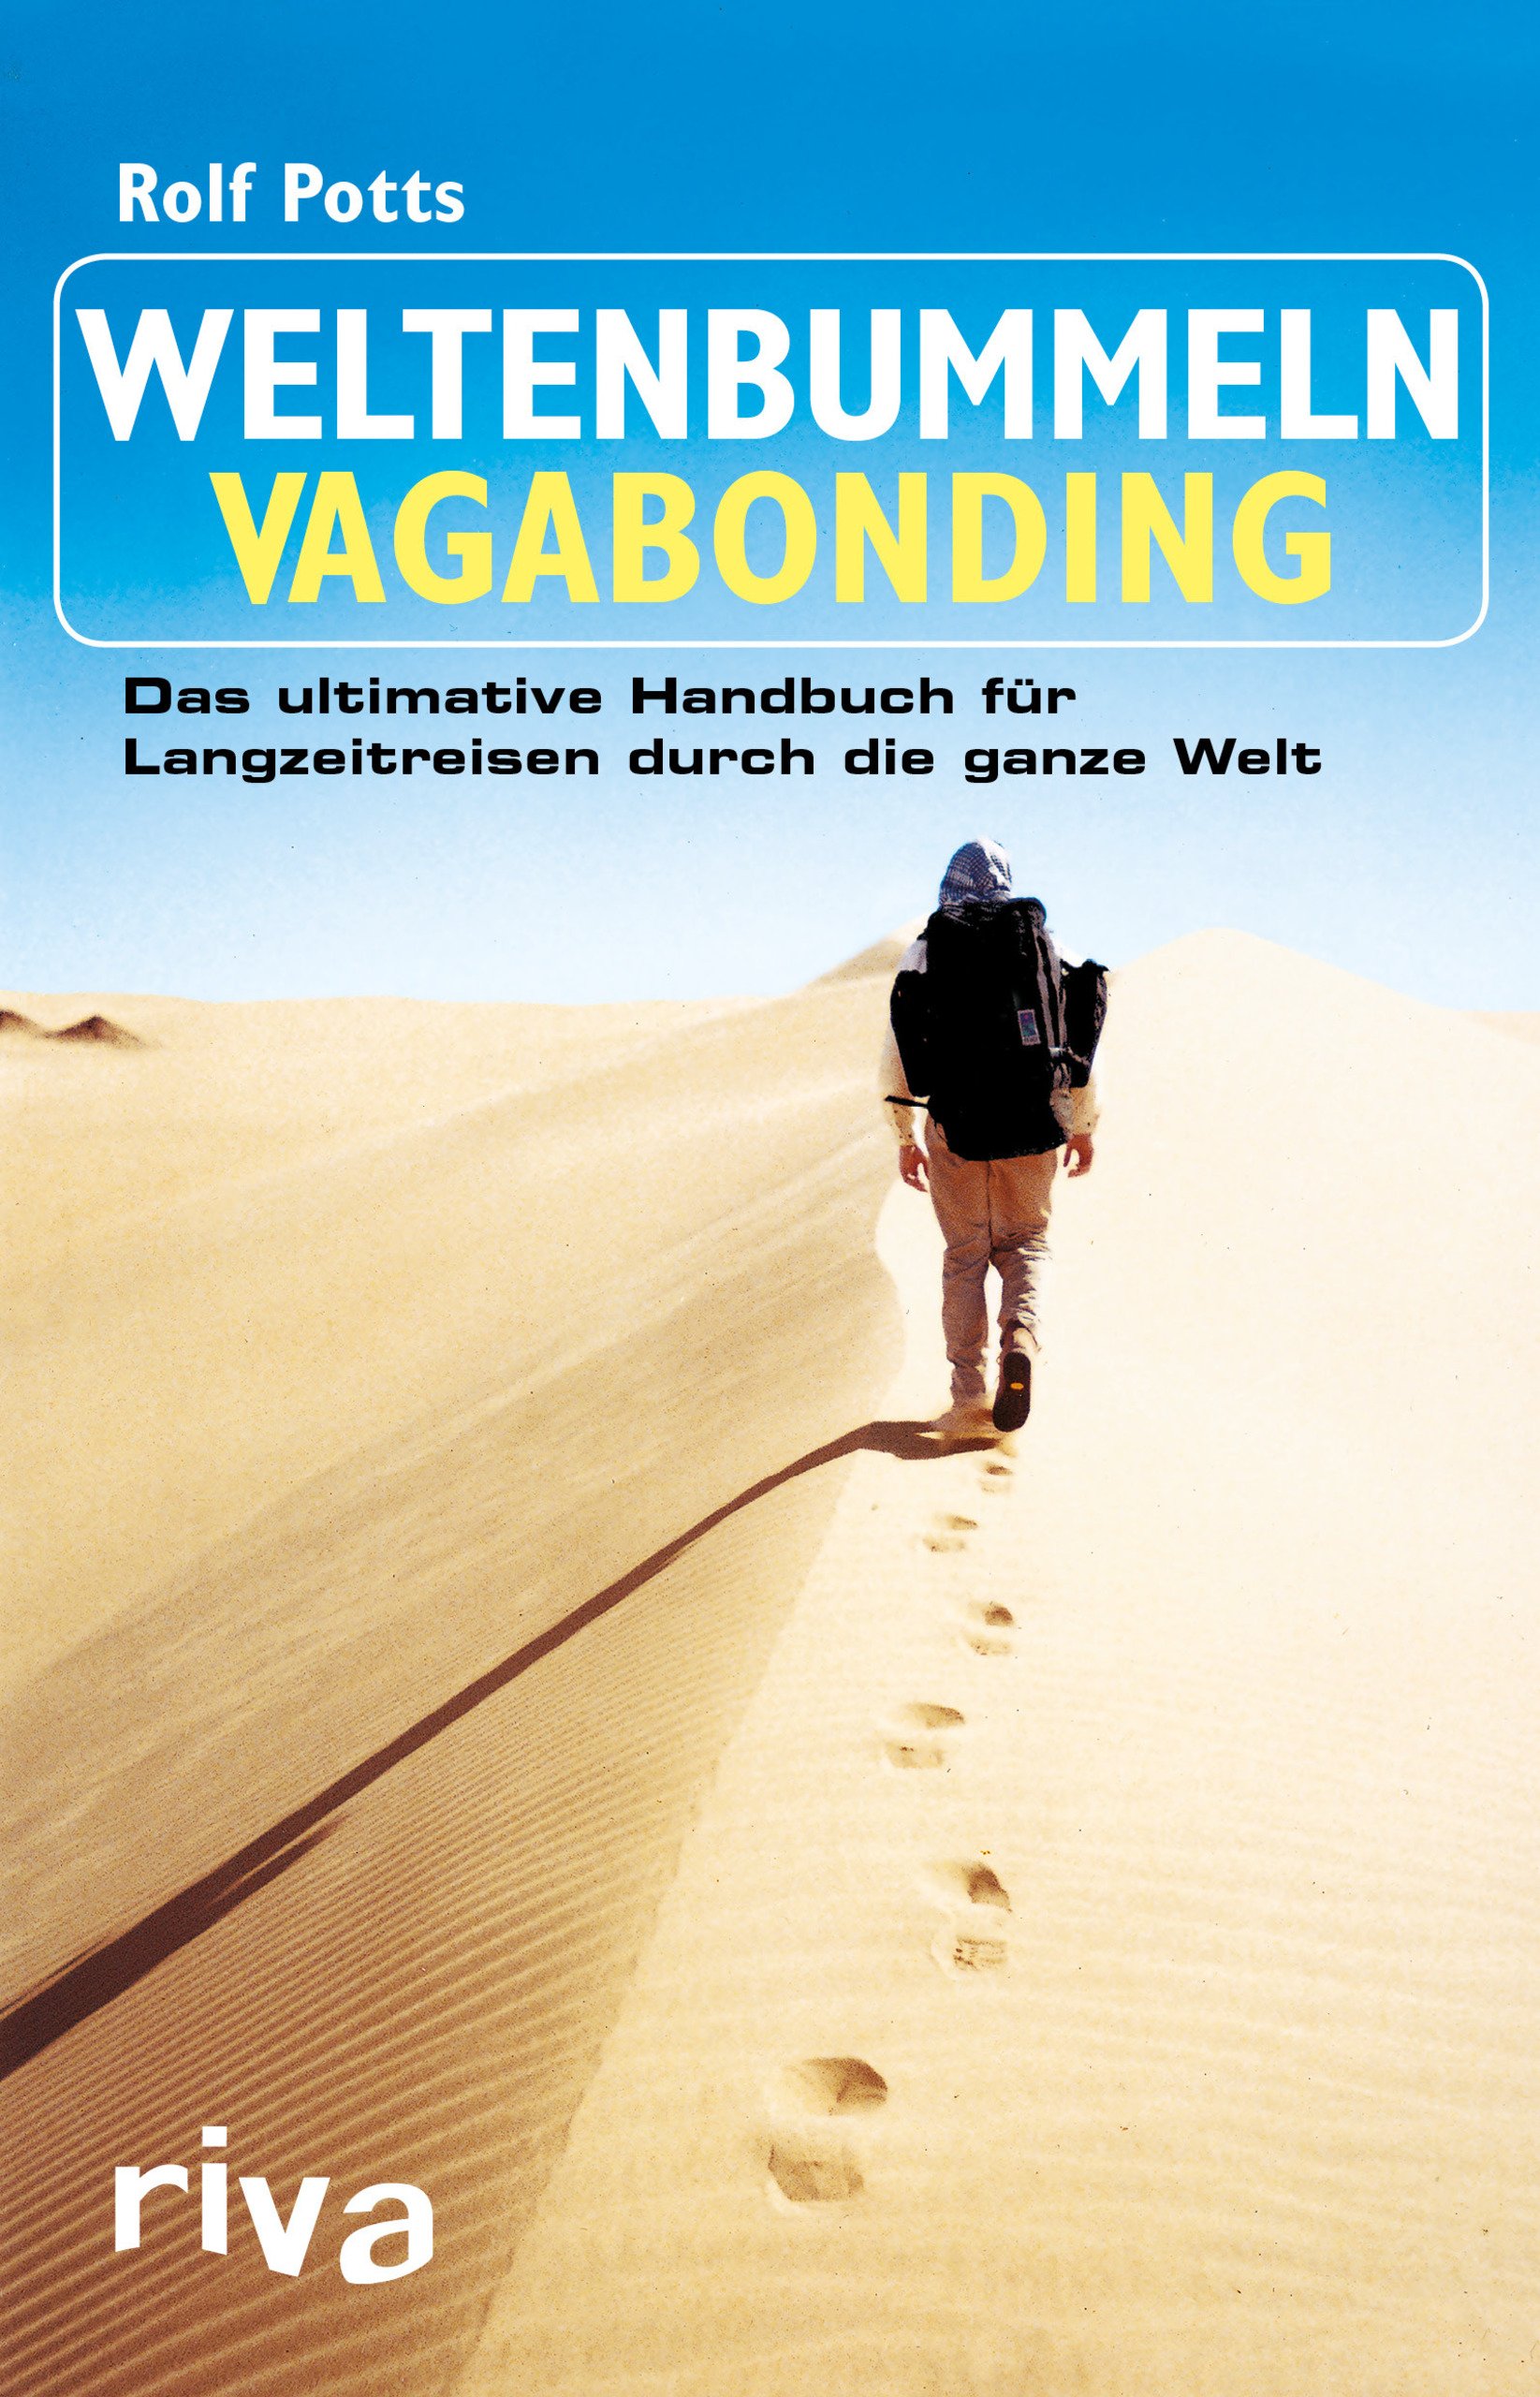 Rolf Potts
WELTENBUMMELN
VAGABONDING
Das ultimative Handbuch für
Langzeitreisen durch die ganze Welt
riva